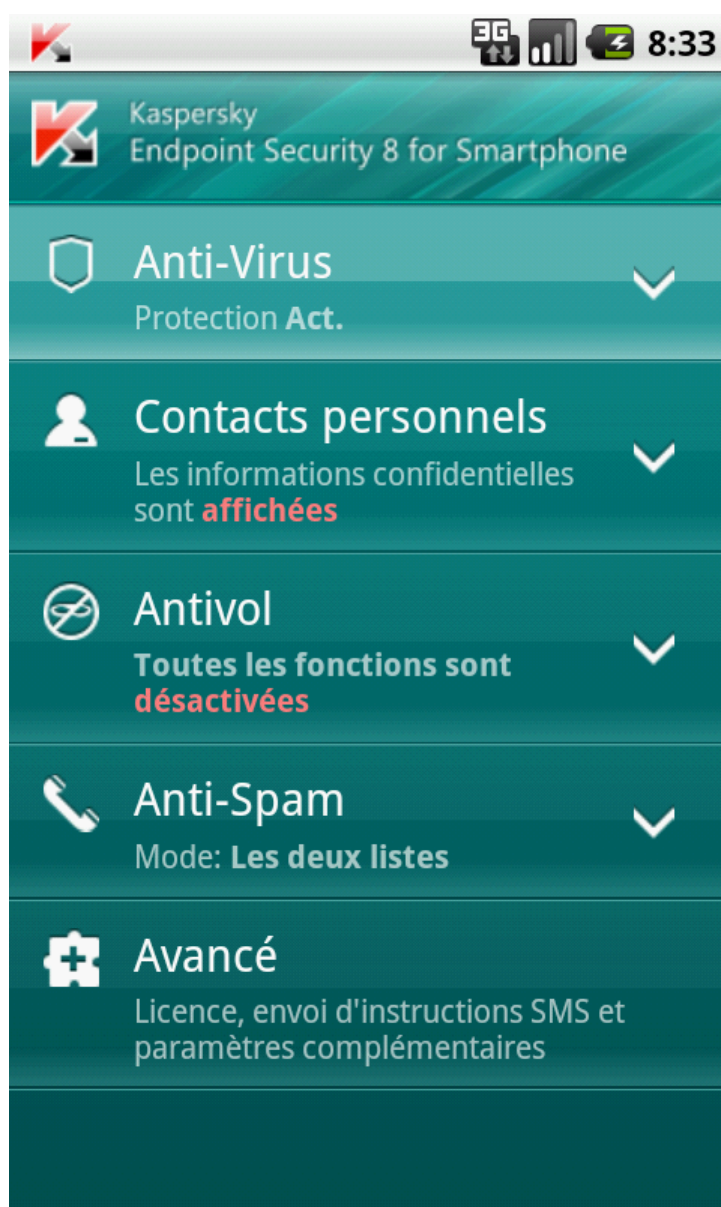 3G 8:33
Kaspersky
Endpoint Security 8 for Smartphone
Anti-Virus
Protection Act.
Contacts personnels
Les informations confidentielles
sont affichées
Antivol
Toutes les fonctions sont
désactivées
Anti-Spam
Mode: Les deux listes
Avancé
Licence, envoi d'instructions SMS et
paramètres complémentaires